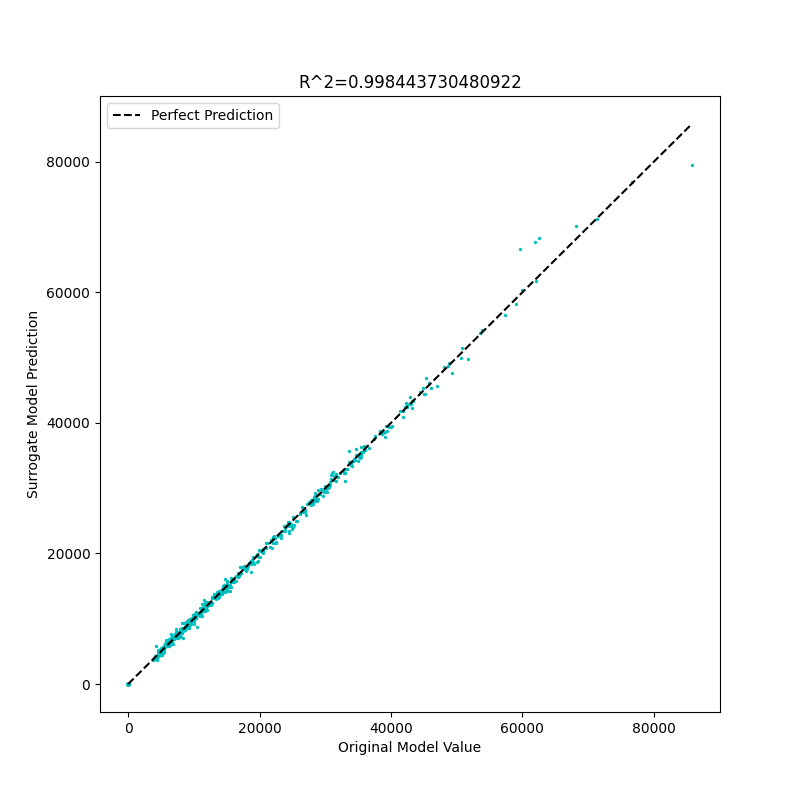 R^2=0.998443730480922
Perfect Prediction
80000
60000
40000
20000
0
Surrogate Model Prediction
0
20000
40000
60000
80000
Original Model Value